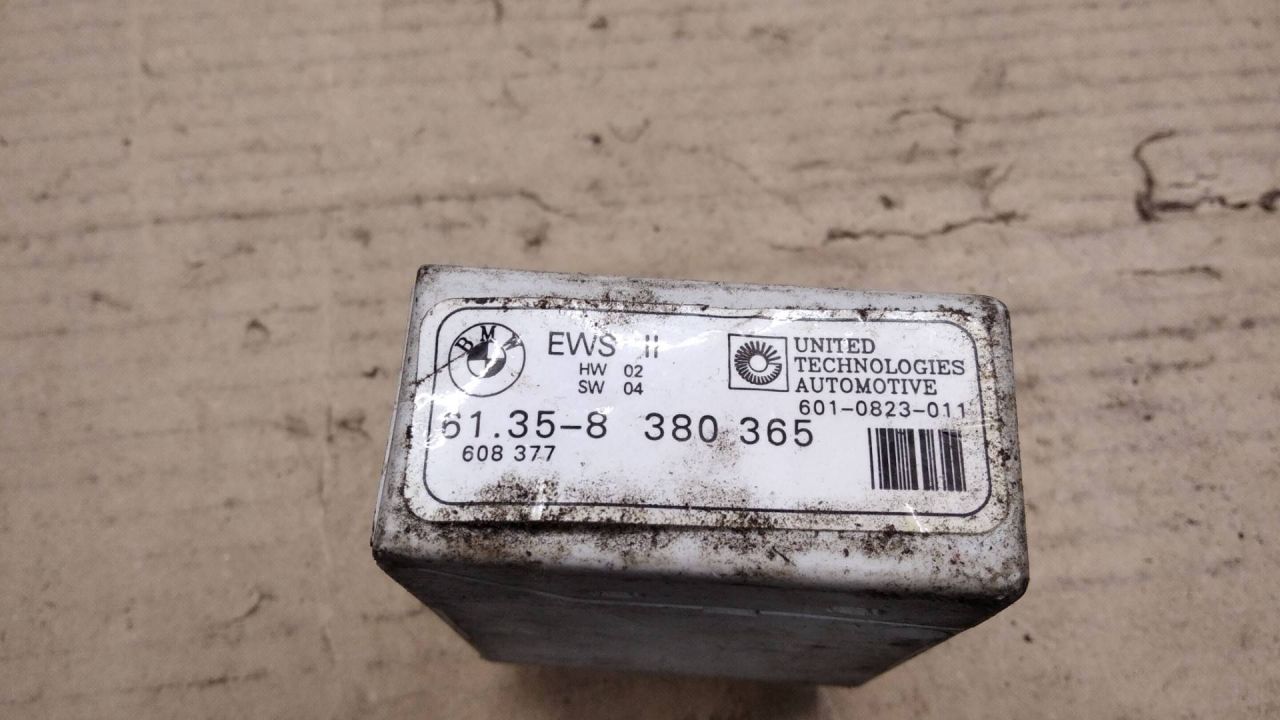 BMW
EWS II
HW 02
SW 04
UNITED
TECHNOLOGIES
AUTOMOTIVE
601-0823-011
61.35-8 380 365
608 377